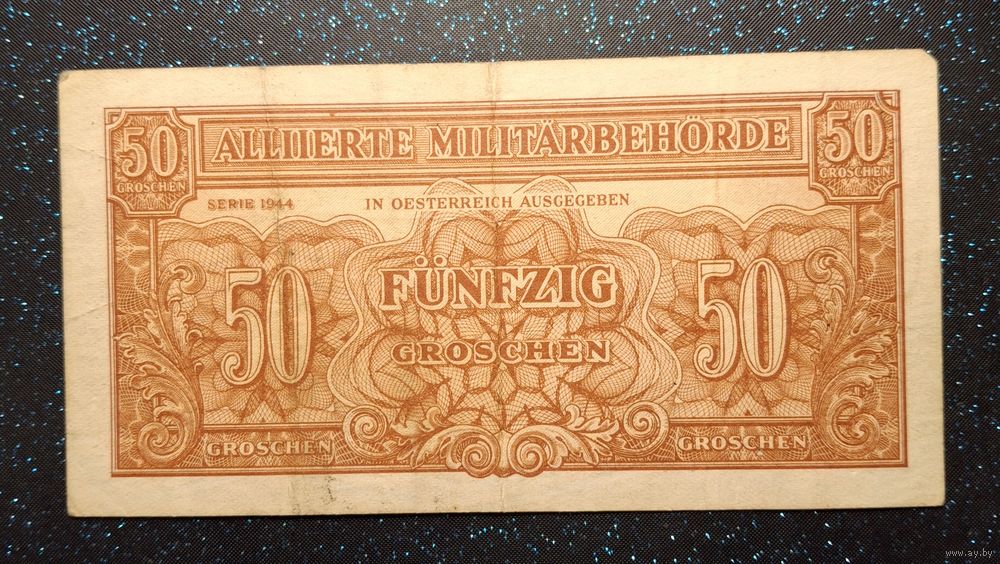 50 ALLIIERTE MILITÄRBEHÖRDE 50
GROSCHEN GROSCHEN
SERIE 1944 IN OESTERREICH AUSGEGEBEN
50 FÜNFZIG 50
GROSCHEN
GROSCHEN GROSCHEN
www.ay.by